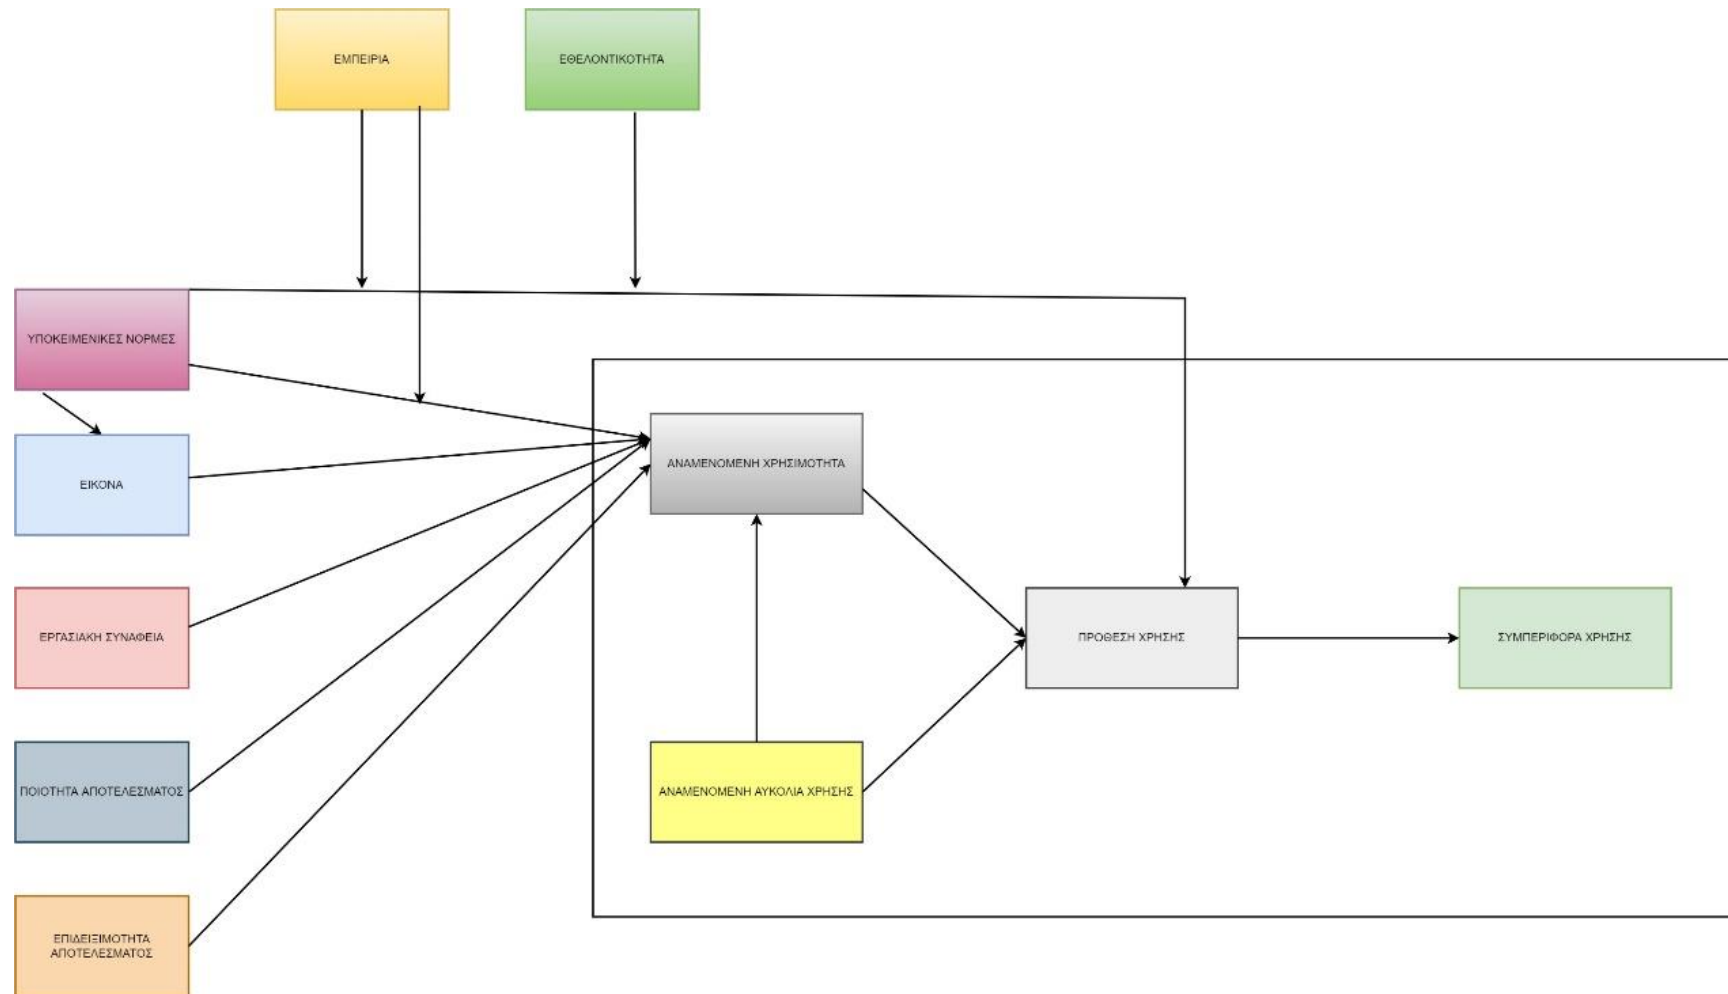 ΕΜΠΕΙΡΙΑ
ΕΘΕΛΟΝΤΙΚΟΤΗΤΑ
ΥΠΟΚΕΙΜΕΝΙΚΕΣ ΝΟΡΜΕΣ
ΕΙΚΟΝΑ
ΑΝΑΜΕΝΟΜΕΝΗ ΧΡΗΣΙΜΟΤΗΤΑ
ΕΡΓΑΣΙΑΚΗ ΣΥΝΑΦΕΙΑ
ΠΡΟΘΕΣΗ ΧΡΗΣΗΣ
ΣΥΜΠΕΡΙΦΟΡΑ ΧΡΗΣΗΣ
ΠΟΙΟΤΗΤΑ ΑΠΟΤΕΛΕΣΜΑΤΟΣ
ΑΝΑΜΕΝΟΜΕΝΗ ΑΥΚΟΛΙΑ ΧΡΗΣΗΣ
ΕΠΙΔΕΙΞΙΜΟΤΗΤΑ
ΑΠΟΤΕΛΕΣΜΑΤΟΣ